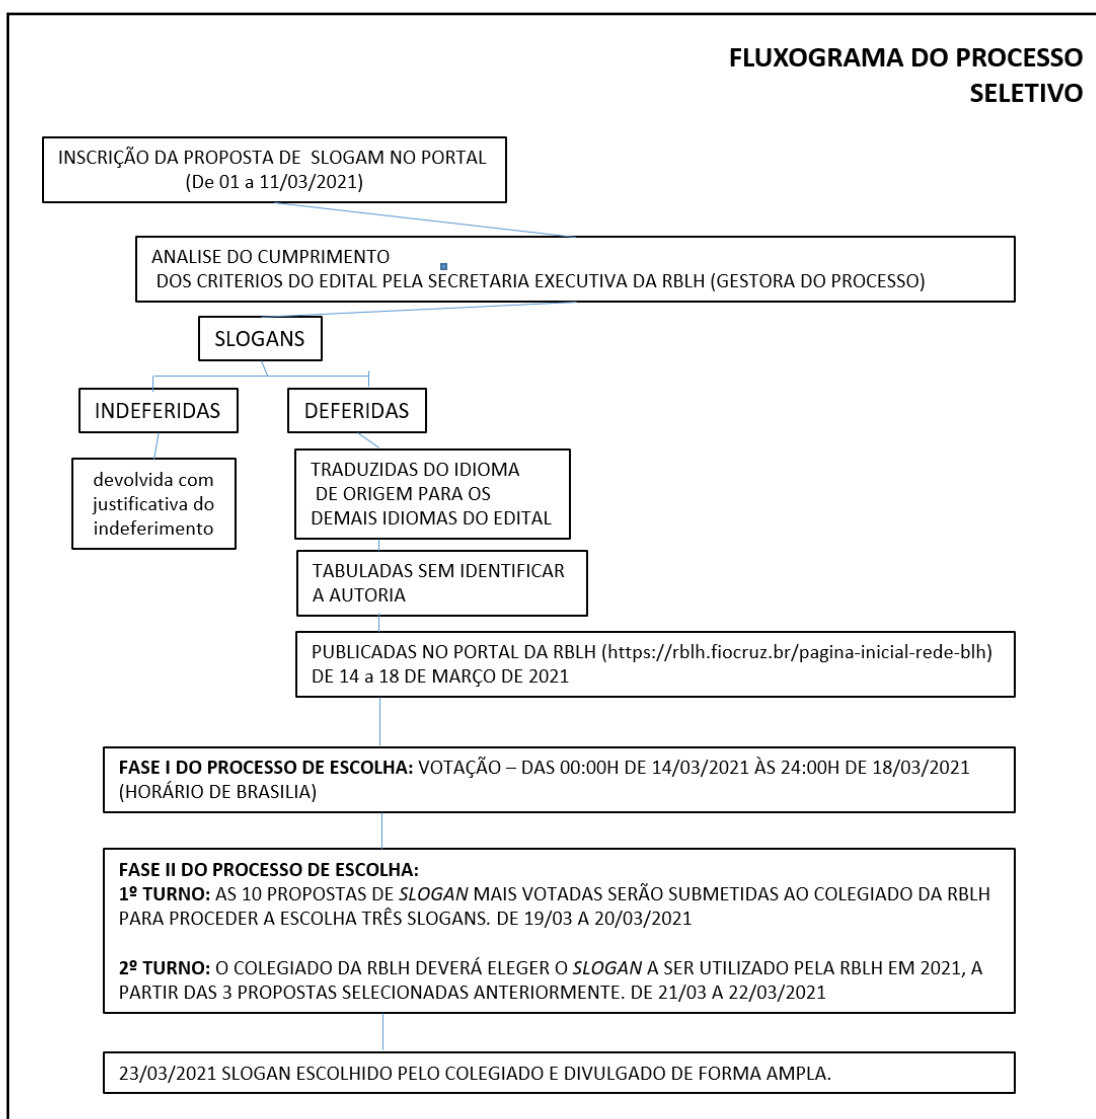 FLUXOGRAMA DO PROCESSO
SELETIVO
INSCRIÇÃO DA PROPOSTA DE SLOGAM NO PORTAL
(De 01 a 11/03/2021)
ANALISE DO CUMPRIMENTO
DOS CRITERIOS DO EDITAL PELA SECRETARIA EXECUTIVA DA RBLH (GESTORA DO PROCESSO)
SLOGANS
INDEFERIDAS
DEFERIDAS
devolvida com
justificativa do
indeferimento
TRADUZIDAS DO IDIOMA
DE ORIGEM PARA OS
DEMAIS IDIOMAS DO EDITAL
TABULADAS SEM IDENTIFICAR
A AUTORIA
PUBLICADAS NO PORTAL DA RBLH (https://rblh.fiocruz.br/pagina-inicial-rede-blh)
DE 14 a 18 DE MARÇO DE 2021
FASE I DO PROCESSO DE ESCOLHA: VOTAÇÃO – DAS 00:00H DE 14/03/2021 ÀS 24:00H DE 18/03/2021
(HORÁRIO DE BRASILIA)
FASE II DO PROCESSO DE ESCOLHA:
1º TURNO: AS 10 PROPOSTAS DE SLOGAN MAIS VOTADAS SERÃO SUBMETIDAS AO COLEGIADO DA RBLH
PARA PROCEDER A ESCOLHA TRÊS SLOGANS. DE 19/03 A 20/03/2021
2º TURNO: O COLEGIADO DA RBLH DEVERÁ ELEGER O SLOGAN A SER UTILIZADO PELA RBLH EM 2021, A
PARTIR DAS 3 PROPOSTAS SELECIONADAS ANTERIORMENTE. DE 21/03 A 22/03/2021
23/03/2021 SLOGAN ESCOLHIDO PELO COLEGIADO E DIVULGADO DE FORMA AMPLA.